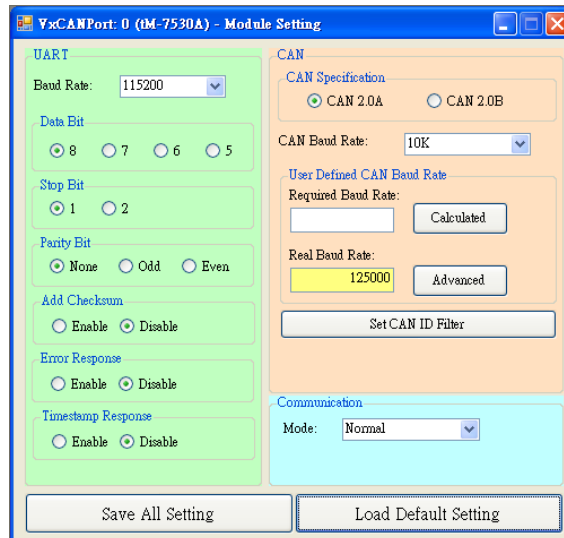 VxCANPort: 0 (tM-7530A) - Module Setting
UART
Baud Rate: 115200
Data Bit
8 7 6 5
Stop Bit
1 2
Parity Bit
None Odd Even
Add Checksum
Enable Disable
Error Response
Enable Disable
Timestamp Response
Enable Disable
CAN
CAN Specification
CAN 2.0A CAN 2.0B
CAN Baud Rate: 10K
User Defined CAN Baud Rate
Required Baud Rate:
Calculated
Real Baud Rate:
125000 Advanced
Set CAN ID Filter
Communication
Mode: Normal
Save All Setting Load Default Setting